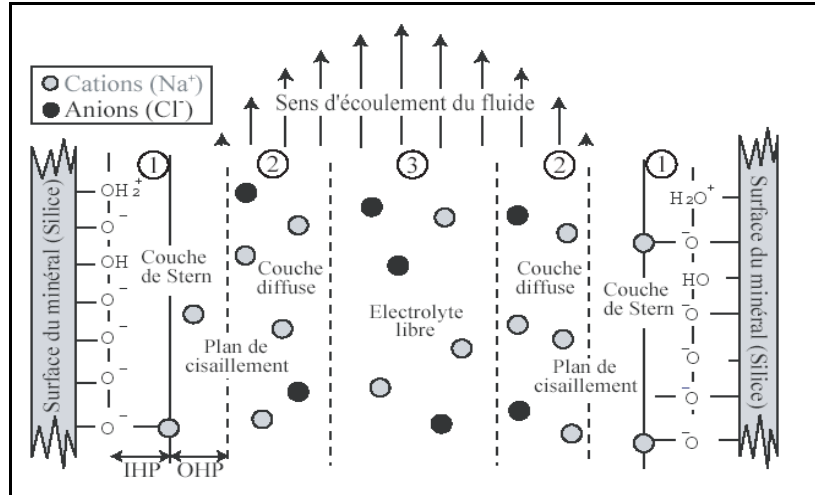 Cations (Na⁺)
Anions (Cl⁻)
Sens d'écoulement du fluide
1
2
3
2
1
Surface du minéral (Silice)
OH₂⁺
O⁻
OH
O⁻
O⁻
O⁻
O⁻
Couche
de Stern
Plan de
cisaillement
Couche
diffuse
Electrolyte
libre
Couche
diffuse
Plan de
cisaillement
Couche
de Stern
H₂O⁺
⁻O
HO
⁻O
⁻O
⁻O
⁻O
Surface du minéral (Silice)
IHP
OHP